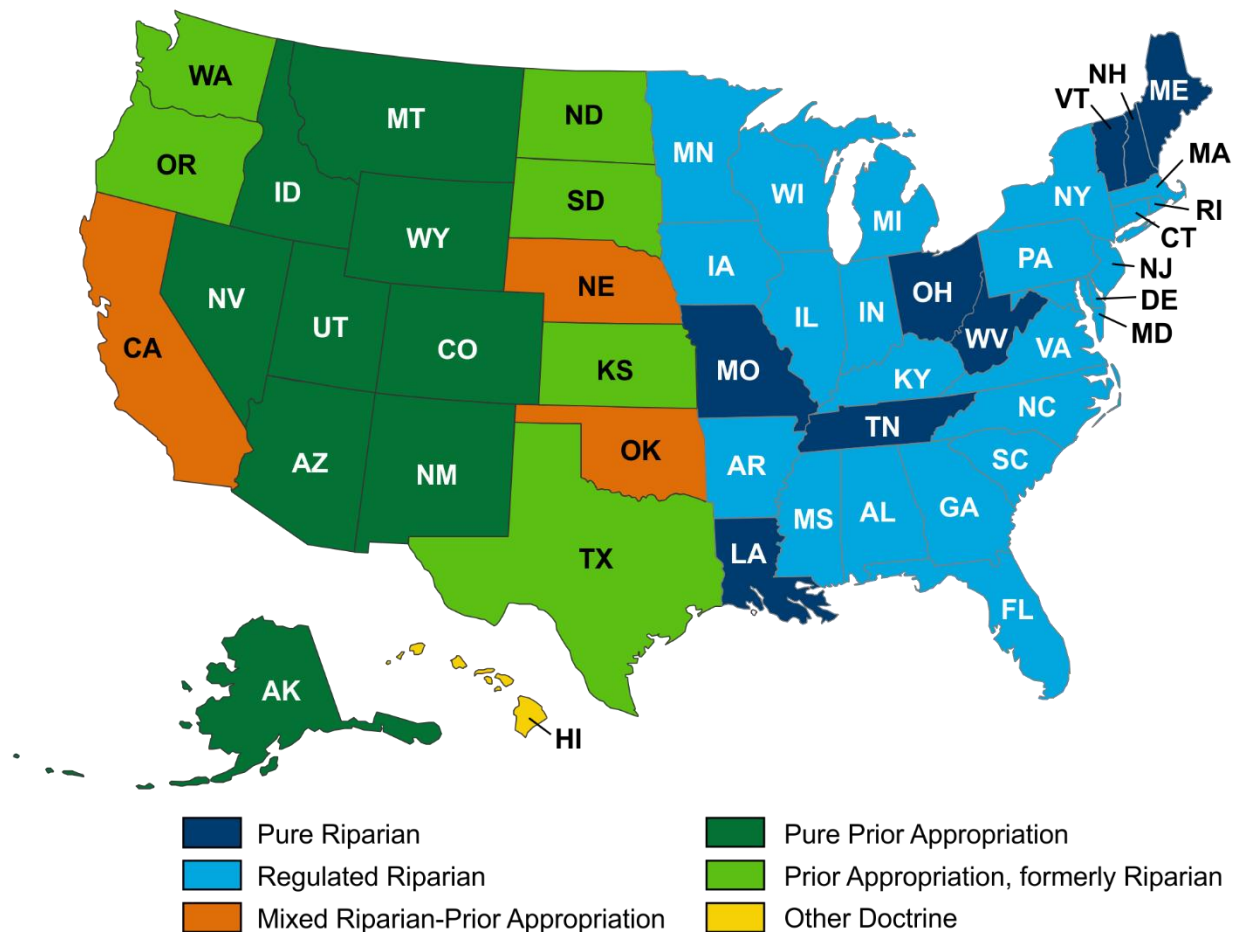 WA
MT
ND
MN
VT
NH
ME
OR
ID
SD
WI
MI
NY
MA
RI
CT
WY
IA
PA
NJ
NV
NE
OH
DE
MD
UT
CO
IL
IN
WV
VA
CA
KS
MO
KY
NC
AZ
NM
OK
AR
TN
SC
MS
AL
GA
TX
LA
FL
AK
HI
Pure Riparian
Regulated Riparian
Mixed Riparian-Prior Appropriation
Pure Prior Appropriation
Prior Appropriation, formerly Riparian
Other Doctrine